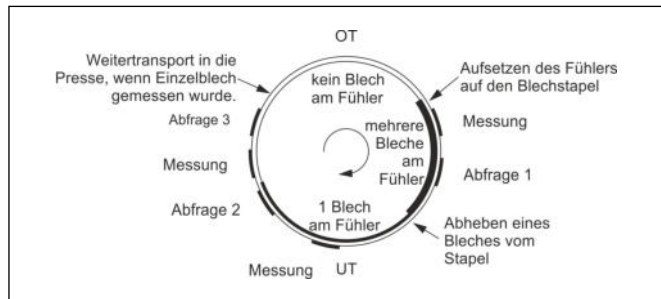 OT
Weitertransport in die
Presse, wenn Einzelblech
gemessen wurde.
kein Blech
am Fühler
Aufsetzen des Fühlers
auf den Blechstapel
Abfrage 3
mehrere
Bleche
am
Fühler
Messung
Messung
Abfrage 1
Abfrage 2
1 Blech
am Fühler
Abheben eines
Bleches vom
Stapel
Messung
UT